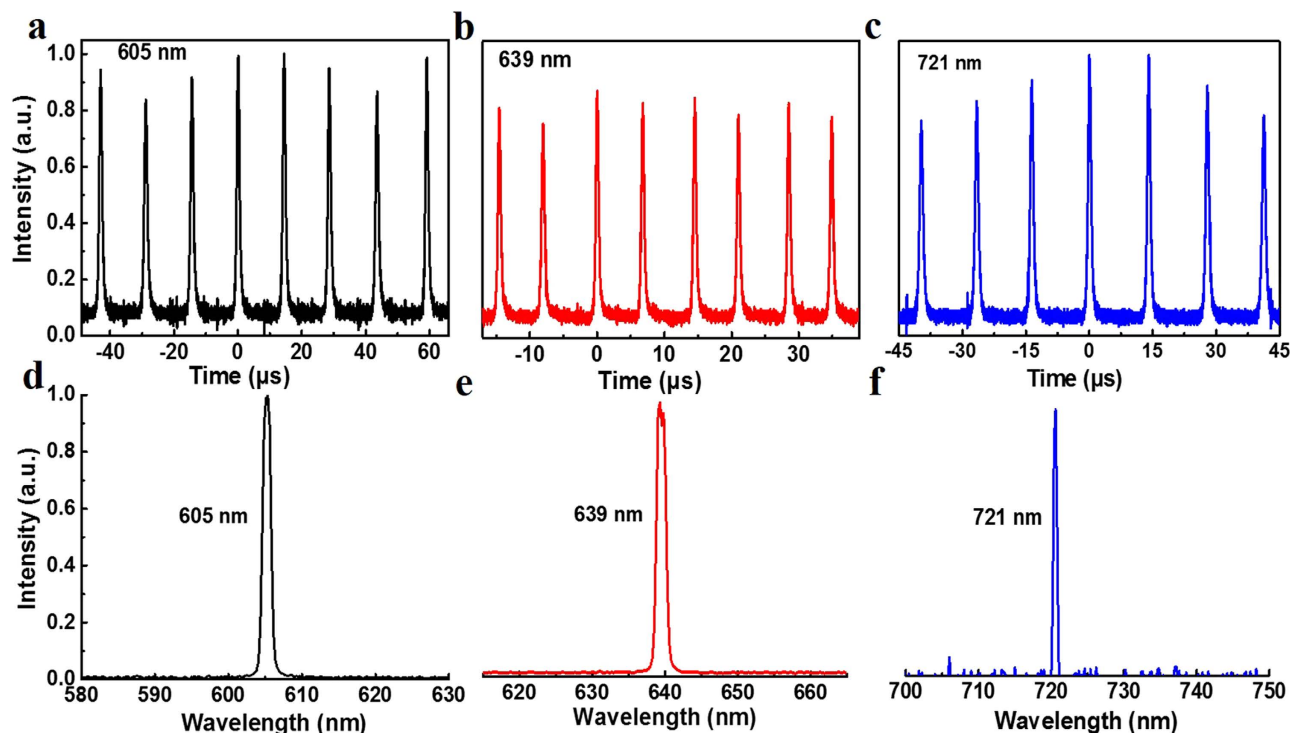 a
605 nm
Intensity (a.u.)
1.0
0.8
0.6
0.4
0.2
0.0
-40 -20 0 20 40 60
Time (µs)
b
639 nm
-10 0 10 20 30
Time (µs)
c
721 nm
-45 -30 -15 0 15 30 45
Time (µs)
d
605 nm
Intensity (a.u.)
1.0
0.8
0.6
0.4
0.2
0.0
580 590 600 610 620 630
Wavelength (nm)
e
639 nm
620 630 640 650 660
Wavelength (nm)
f
721 nm
700 710 720 730 740 750
Wavelength (nm)